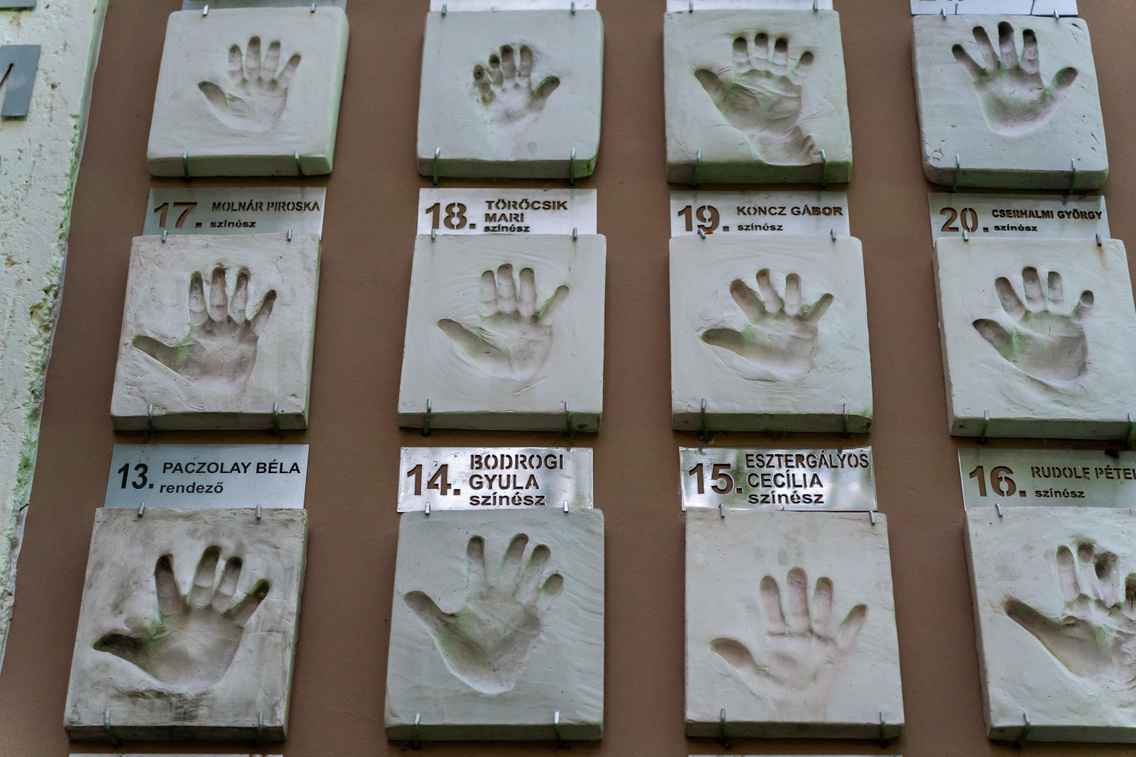 17. MOLNÁR PIROSKA
színész
18. TÖRŐCSIK
MARI
színész
19. KONCZ GÁBOR
színész
20. CSERHALMI GYÖRGY
színész
13. PACZOLAY BÉLA
rendező
14. BODROGI
GYULA
színész
15. ESZTERGÁLYOS
CECÍLIA
színész
16. RUDOLF PÉTER
színész